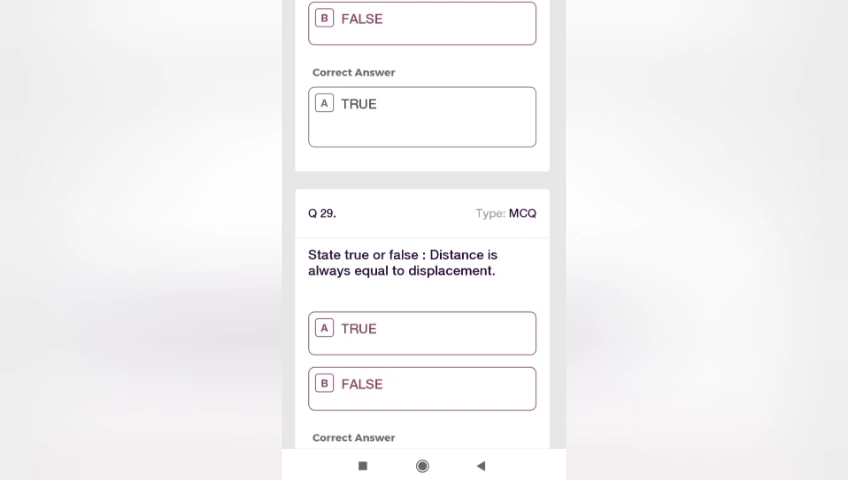 B FALSE
Correct Answer
A TRUE
Q 29.
Type: MCQ
State true or false : Distance is
always equal to displacement.
A TRUE
B FALSE
Correct Answer